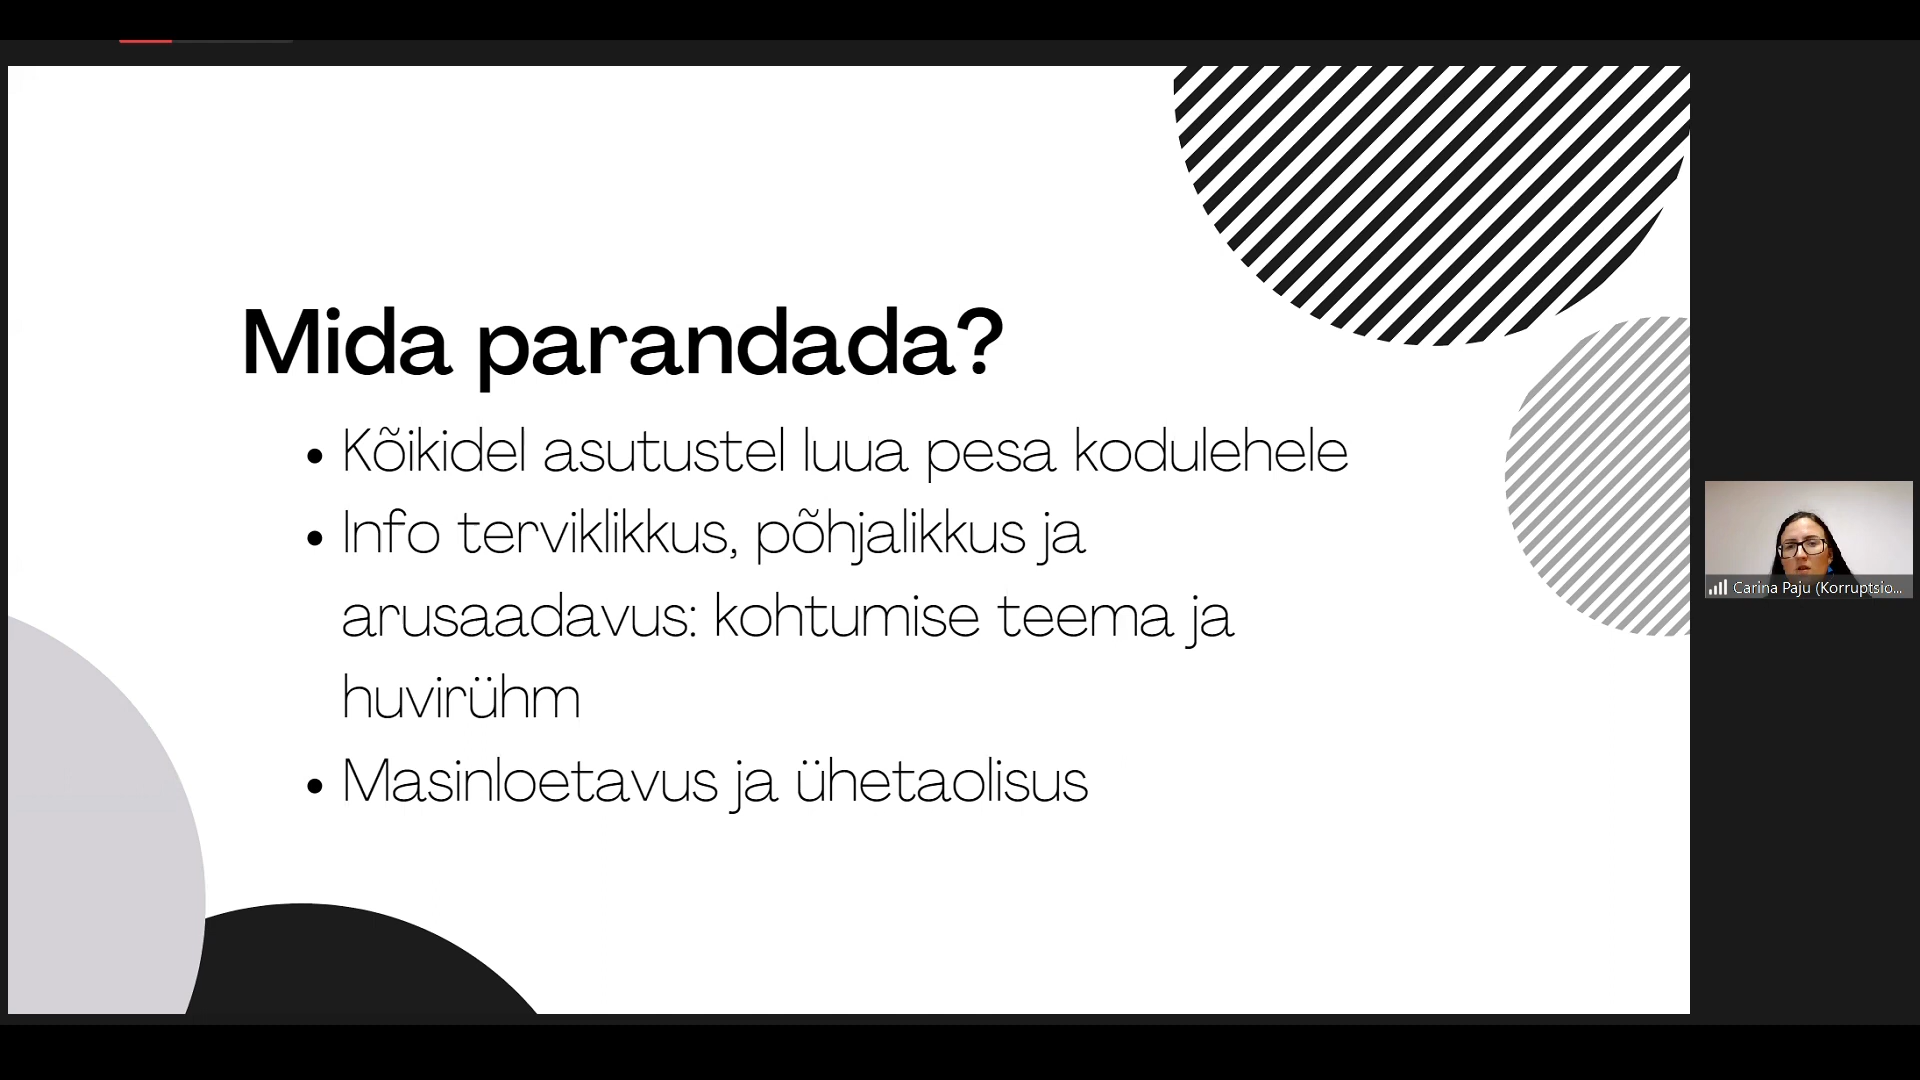 Mida parandada?
• Kõikidel asutustel luua pesa kodulehele
• Info terviklikkus, põhjalikkus ja
arusaadavus: kohtumise teema ja
huvirühm
• Masinloetavus ja ühetaolisus
Carina Paju (Korruptsio...